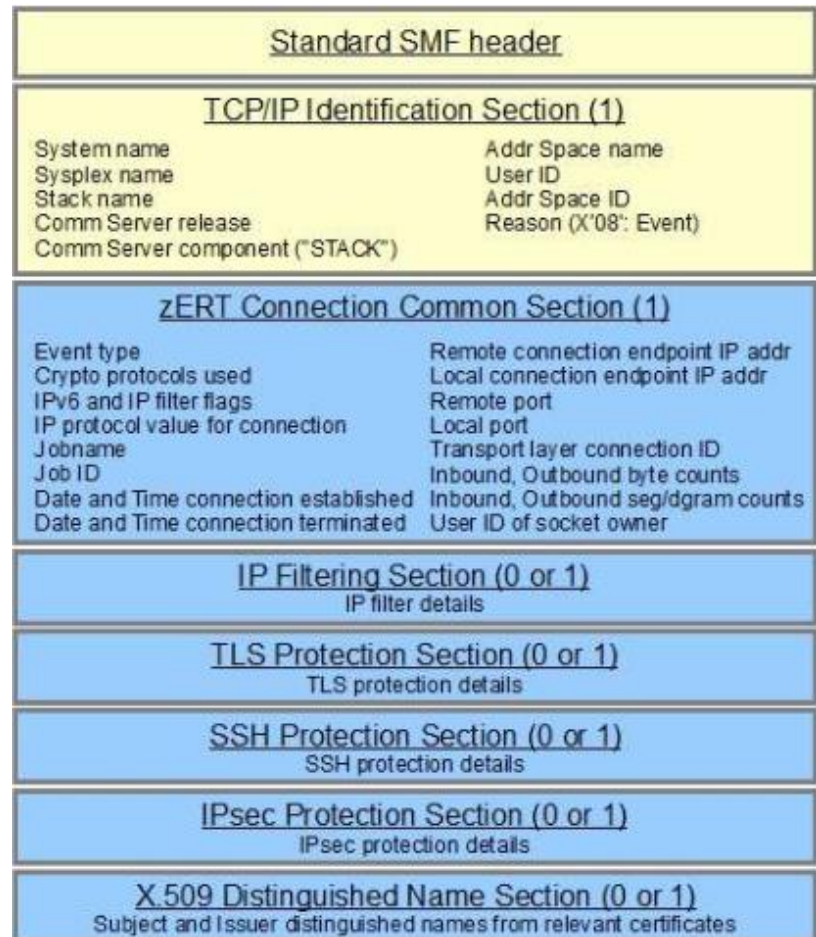 Standard SMF header
TCP/IP Identification Section (1)
System name
Sysplex name
Stack name
Comm Server release
Comm Server component ("STACK")
Addr Space name
User ID
Addr Space ID
Reason (X'08': Event)
zERT Connection Common Section (1)
Event type
Crypto protocols used
IPv6 and IP filter flags
IP protocol value for connection
Jobname
Job ID
Date and Time connection established
Date and Time connection terminated
Remote connection endpoint IP addr
Local connection endpoint IP addr
Remote port
Local port
Transport layer connection ID
Inbound, Outbound byte counts
Inbound, Outbound seg/dgram counts
User ID of socket owner
IP Filtering Section (0 or 1)
IP filter details
TLS Protection Section (0 or 1)
TLS protection details
SSH Protection Section (0 or 1)
SSH protection details
IPsec Protection Section (0 or 1)
IPsec protection details
X.509 Distinguished Name Section (0 or 1)
Subject and Issuer distinguished names from relevant certificates